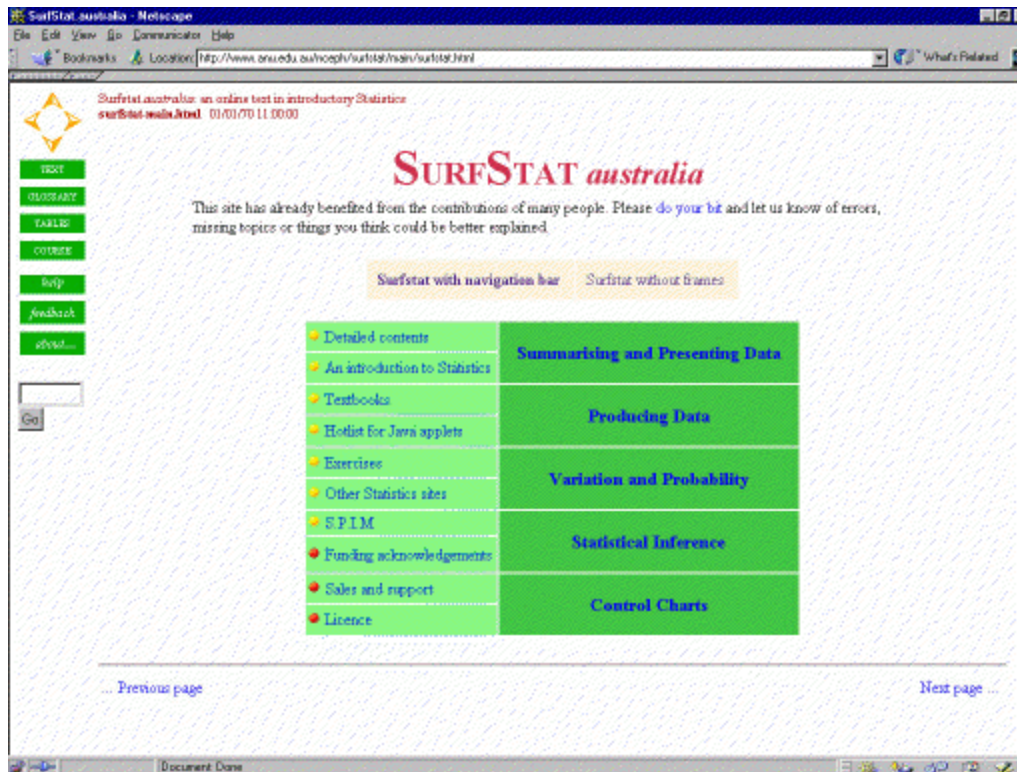 SurfStat.australia - Netscape
File Edit View Go Communicator Help
Bookmarks Location: http://www.anu.edu.au/nceph/surfstat/main/surfstat.html What's Related
Surfstat.australia: an online text in introductory Statistics
surfstat-main.html 01/01/70 11:00:00
TEXT
GLOSSARY
TABLES
COURSE
help
feedback
about....
Go
SURFSTAT australia
This site has already benefited from the contributions of many people. Please do your bit and let us know of errors,
missing topics or things you think could be better explained.
Surfstat with navigation bar Surfstat without frames
Detailed contents
An introduction to Statistics
Textbooks
Hotlist for Java applets
Exercises
Other Statistics sites
S.P.I.M
Funding acknowledgements
Sales and support
Licence
Summarising and Presenting Data
Producing Data
Variation and Probability
Statistical Inference
Control Charts
... Previous page
Next page ...
Document: Done